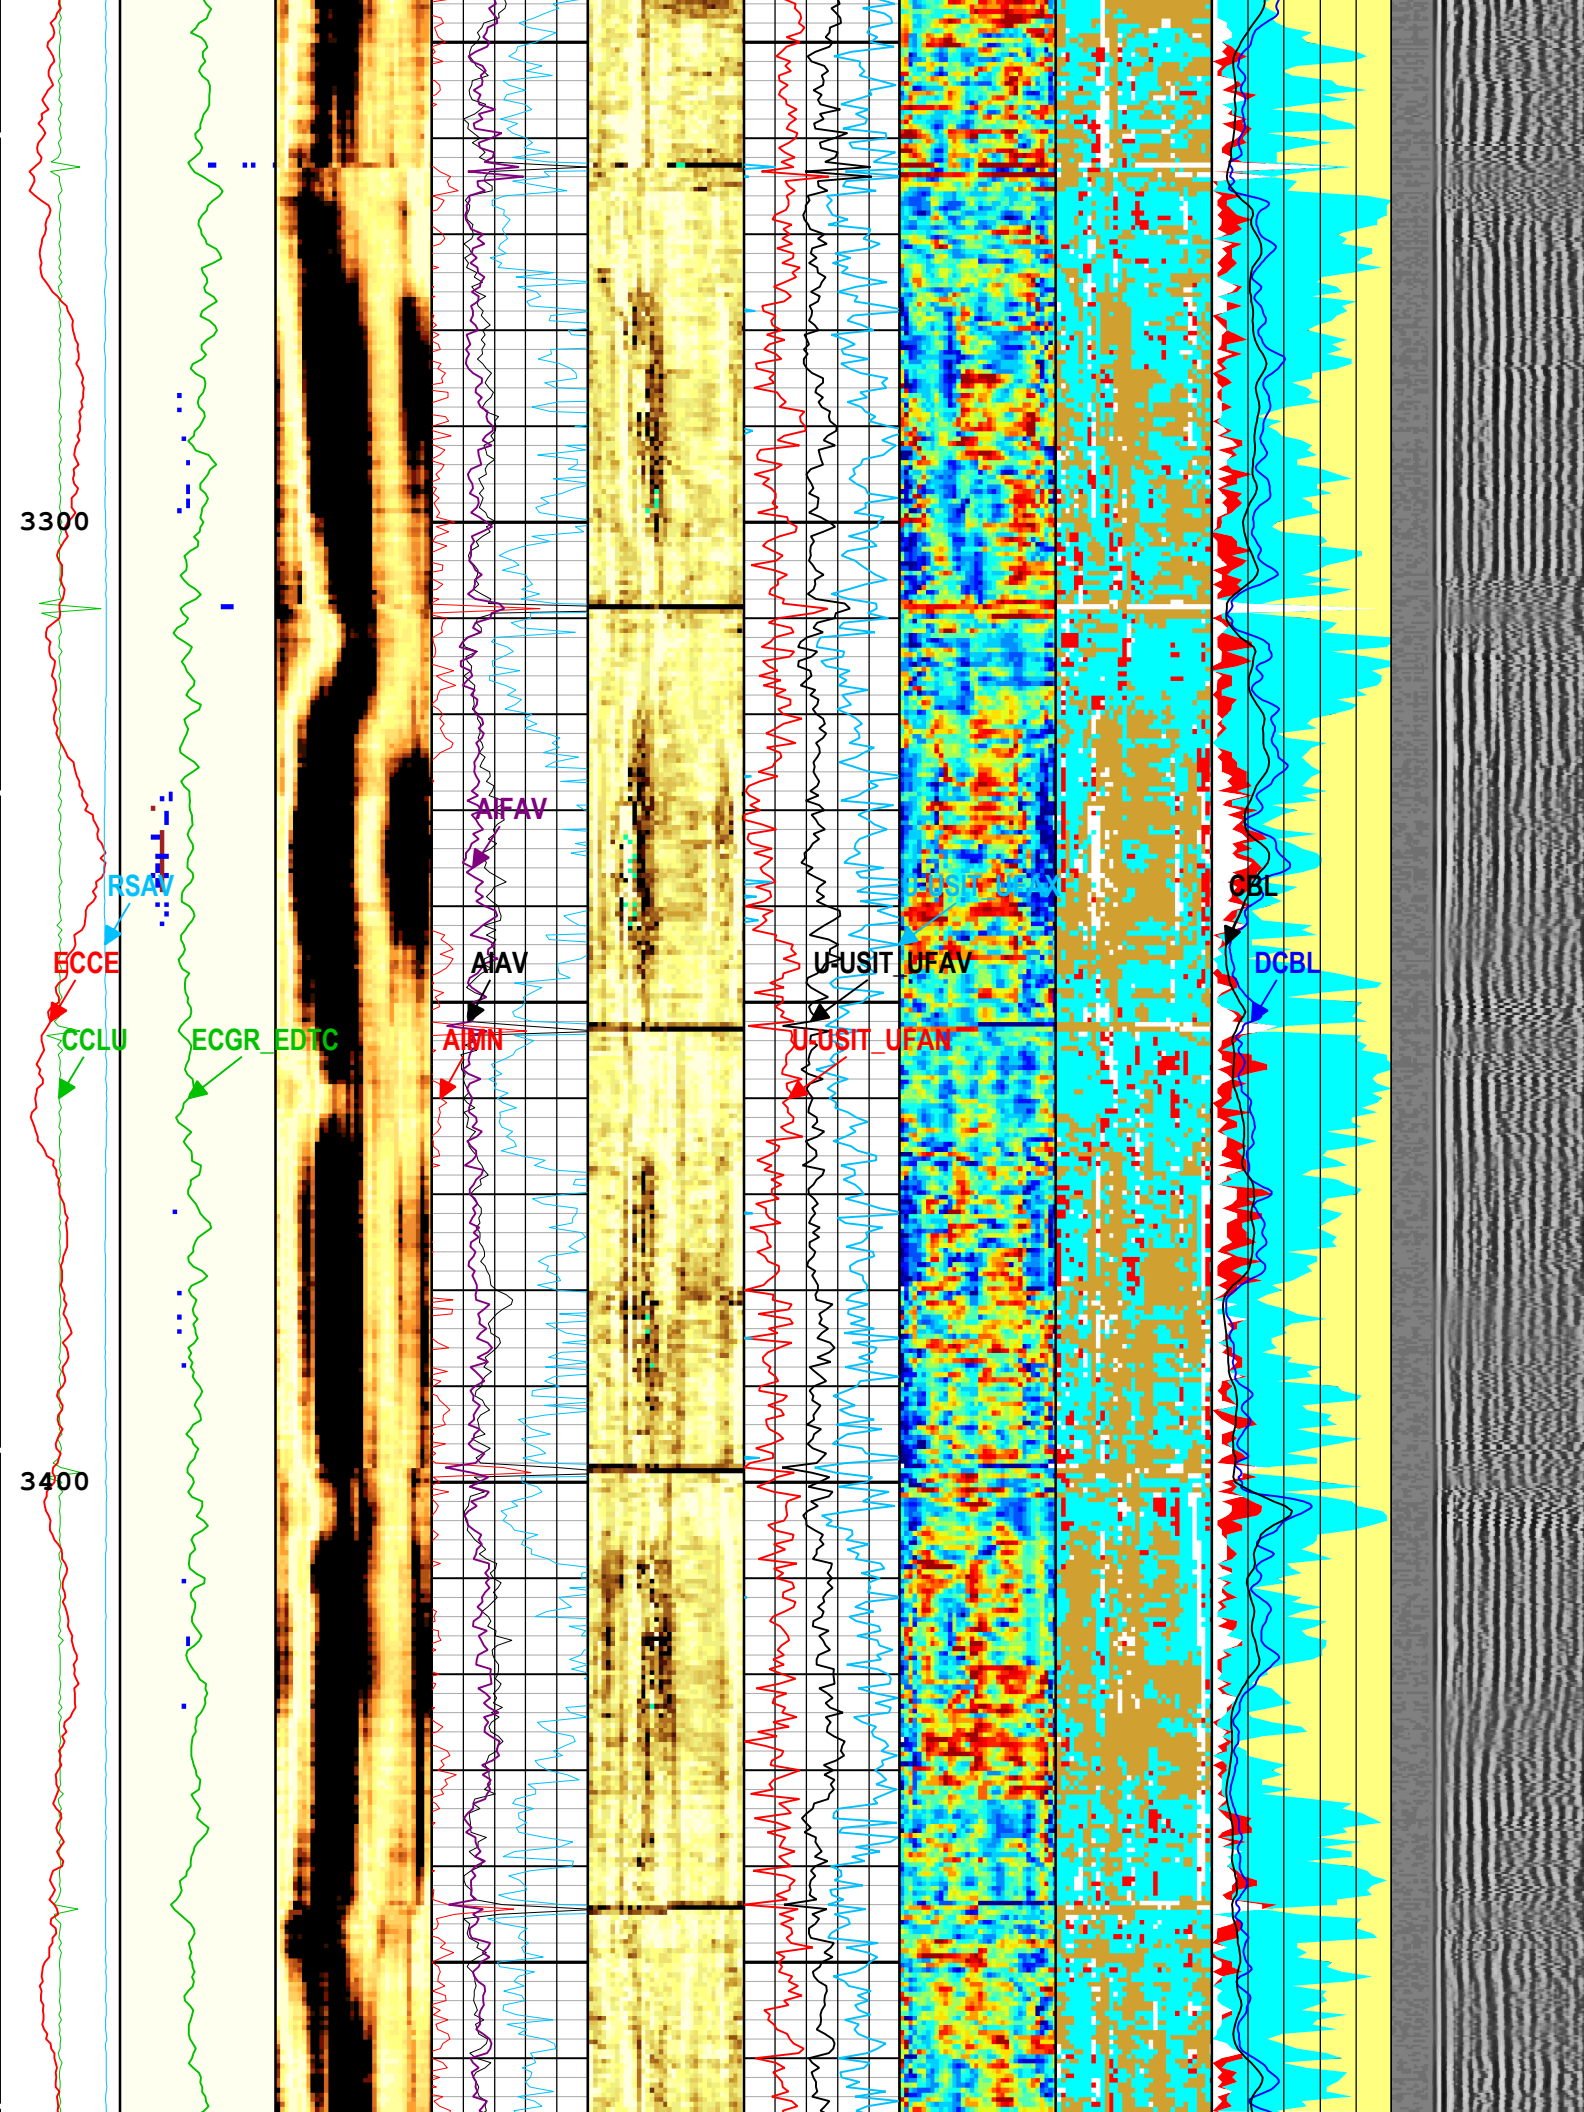 3300
AIFAV
RSAV
CBL
ECCE
AIAV
U-USIT_UFAV
DCBL
CCLU
ECGR_EDTC
AIMN
U-USIT_UFAN
3400